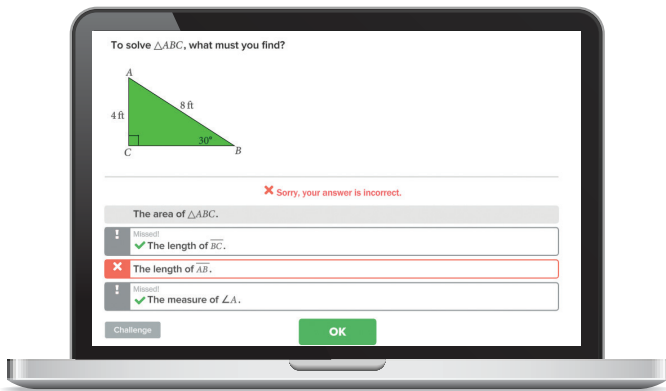 To solve △ABC, what must you find?
A
8 ft
4 ft
30°
C
B
Sorry, your answer is incorrect.
The area of △ABC.
!
Missed!
The length of BC.
The length of AB.
!
Missed!
The measure of ∠A.
Challenge
OK